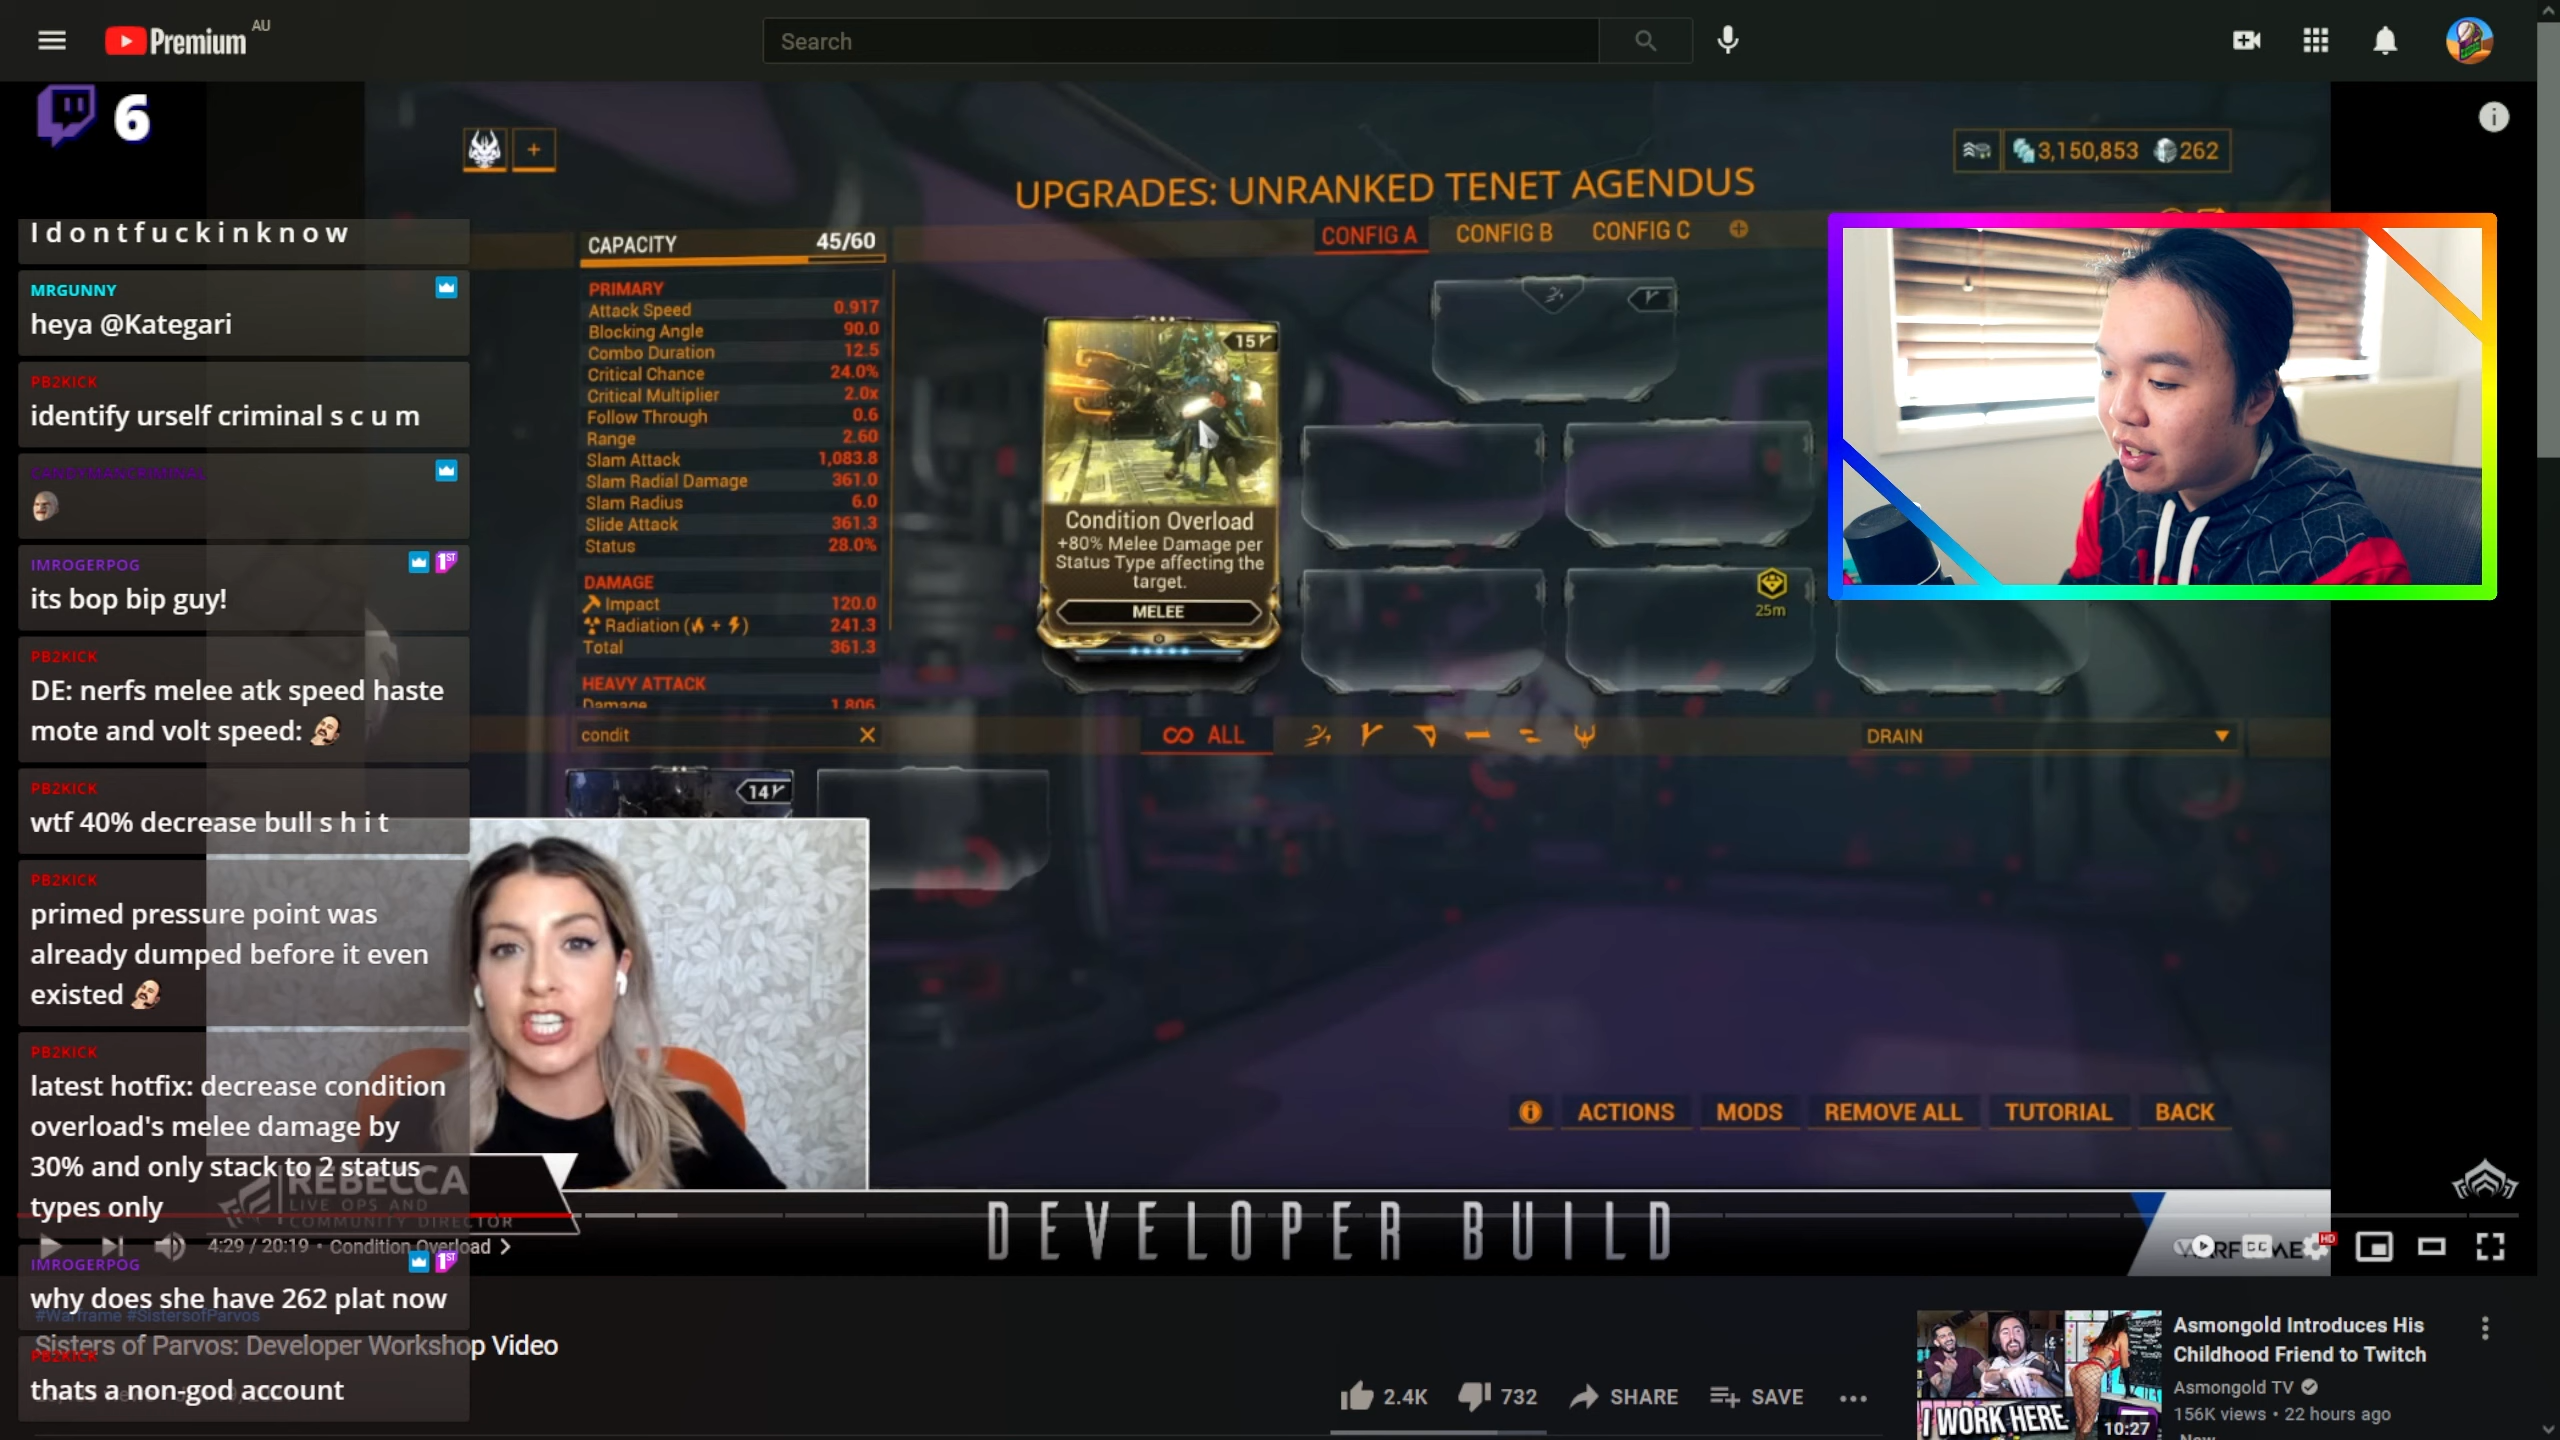 Premium AU
Search
6
I d o n t f u c k i n k n o w
MRGUNNY
heya @Kategari
PB2KICK
identify urself criminal s c u m
IMROGERPOG
its bop bip guy!
PB2KICK
DE: nerfs melee atk speed haste
mote and volt speed:
PB2KICK
wtf 40% decrease bull s h i t
PB2KICK
primed pressure point was
already dumped before it even
existed
PB2KICK
latest hotfix: decrease condition
overload's melee damage by
30% and only stack to 2 status
types only
IMROGERPOG
why does she have 262 plat now
PB2KICK
thats a non-god account
3,150,853 262
UPGRADES: UNRANKED TENET AGENDUS
CONFIG A CONFIG B CONFIG C
CAPACITY 45/60
PRIMARY
Attack Speed 0.917
Blocking Angle 90.0
Combo Duration 12.5
Critical Chance 24.0%
Critical Multiplier 2.0x
Follow Through 0.6
Range 2.60
Slam Attack 1,083.8
Slam Radial Damage 361.0
Slam Radius 6.0
Slide Attack 361.3
Status 28.0%
DAMAGE
Impact 120.0
Radiation ( + ) 241.3
Total 361.3
HEAVY ATTACK
Damage 1,806
15
Condition Overload
+80% Melee Damage per
Status Type affecting the
target.
MELEE
25m
condit
ALL
DRAIN
14
ACTIONS MODS REMOVE ALL TUTORIAL BACK
REBECCA
LIVE OPS AND
COMMUNITY DIRECTOR
DEVELOPER BUILD
4:29 / 20:19 • Condition Overload
HD
#Warframe #SistersofParvos
Sisters of Parvos: Developer Workshop Video
2.4K 732 SHARE SAVE
I WORK HERE
10:27
Asmongold Introduces His
Childhood Friend to Twitch
Asmongold TV
156K views • 22 hours ago